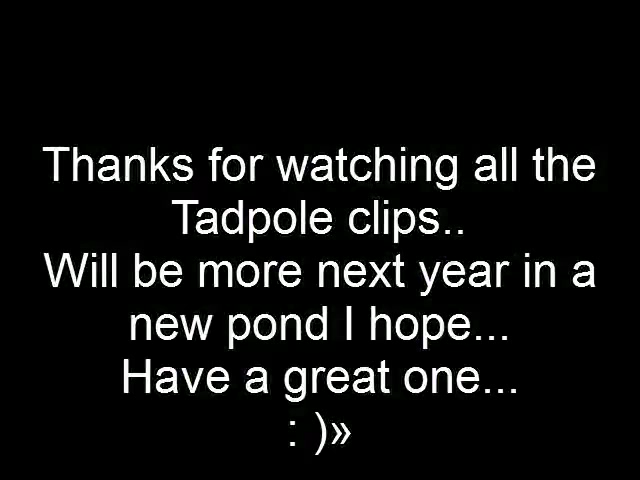 Thanks for watching all the
Tadpole clips..
Will be more next year in a
new pond I hope...
Have a great one...
: )»